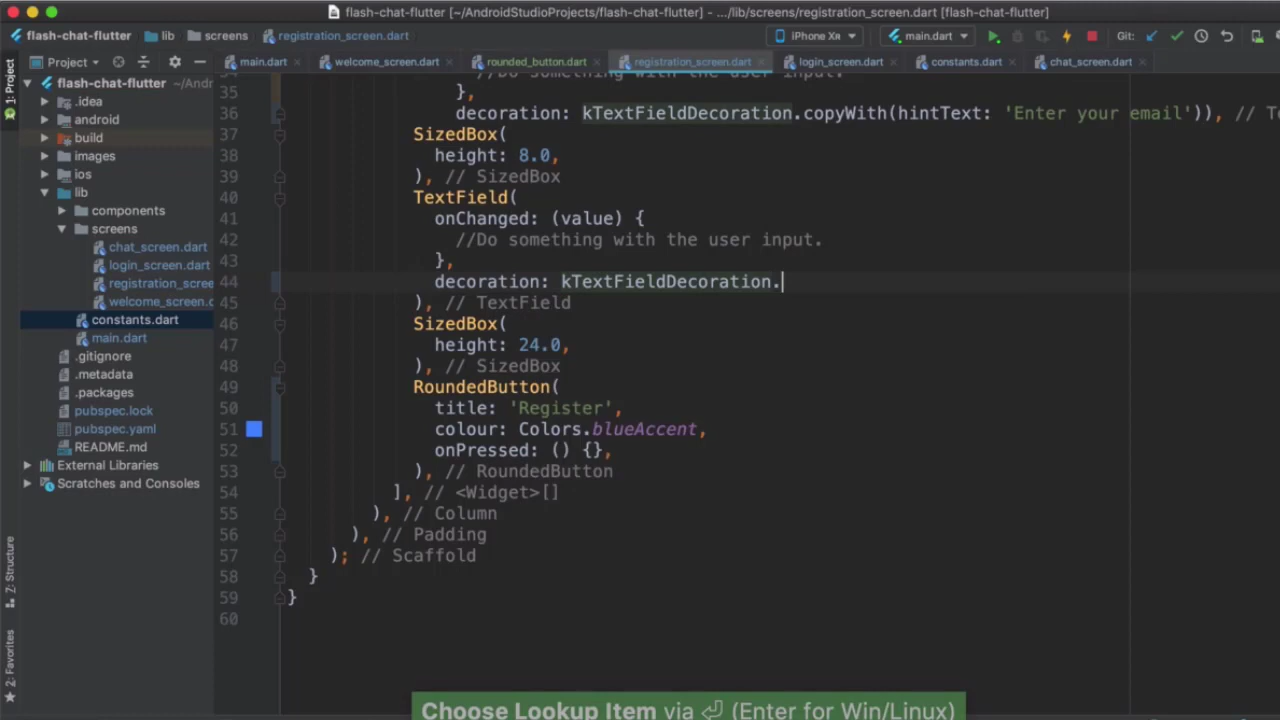 flash-chat-flutter [~/AndroidStudioProjects/flash-chat-flutter] - .../lib/screens/registration_screen.dart [flash-chat-flutter]
flash-chat-flutter lib screens registration_screen.dart iPhone Xʀ main.dart Git:
Project main.dart welcome_screen.dart rounded_button.dart registration_screen.dart login_screen.dart constants.dart chat_screen.dart
1: Project
flash-chat-flutter ~/Andr
.idea
android
build
images
ios
lib
components
screens
chat_screen.dart
login_screen.dart
registration_scree
welcome_screen.d
constants.dart
main.dart
.gitignore
.metadata
.packages
pubspec.lock
pubspec.yaml
README.md
External Libraries
Scratches and Consoles
Z: Structure
2: Favorites
34 //Do something with the user input.
35 },
36 decoration: kTextFieldDecoration.copyWith(hintText: 'Enter your email')), // T
37 SizedBox(
38 height: 8.0,
39 ), // SizedBox
40 TextField(
41 onChanged: (value) {
42 //Do something with the user input.
43 },
44 decoration: kTextFieldDecoration.
45 ), // TextField
46 SizedBox(
47 height: 24.0,
48 ), // SizedBox
49 RoundedButton(
50 title: 'Register',
51 colour: Colors.blueAccent,
52 onPressed: () {},
53 ), // RoundedButton
54 ], // <Widget>[]
55 ), // Column
56 ), // Padding
57 ); // Scaffold
58 }
59 }
60
Choose Lookup Item via ⏎ (Enter for Win/Linux)